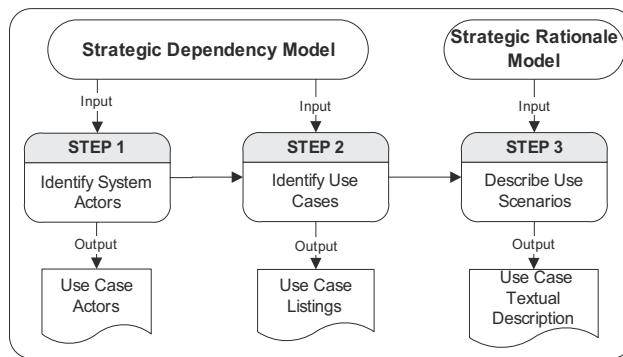 Strategic Dependency Model
Strategic Rationale
Model
Input
Input
Input
STEP 1
Identify System
Actors
STEP 2
Identify Use
Cases
STEP 3
Describe Use
Scenarios
Output
Output
Output
Use Case
Actors
Use Case
Listings
Use Case
Textual
Description